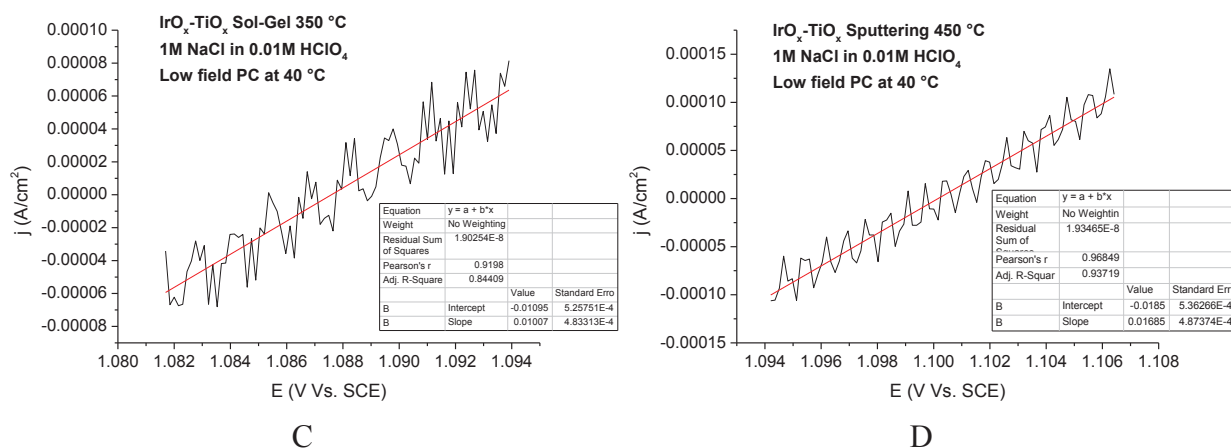 IrOₓ-TiOₓ Sol-Gel 350 °C
1M NaCl in 0.01M HClO₄
Low field PC at 40 °C
0.00010
0.00008
0.00006
0.00004
0.00002
0.00000
-0.00002
-0.00004
-0.00006
-0.00008
j (A/cm²)
Equation y = a + b*x
Weight No Weighting
Residual Sum of Squares 1.90254E-8
Pearson's r 0.9198
Adj. R-Square 0.84409
Value Standard Erro
B Intercept -0.01095 5.25751E-4
B Slope 0.01007 4.83313E-4
1.080 1.082 1.084 1.086 1.088 1.090 1.092 1.094
E (V Vs. SCE)
C
IrOₓ-TiOₓ Sputtering 450 °C
1M NaCl in 0.01M HClO₄
Low field PC at 40 °C
0.00015
0.00010
0.00005
0.00000
-0.00005
-0.00010
-0.00015
j (A/cm²)
Equation y = a + b*x
Weight No Weightin
Residual
Sum of
Pearson's r 0.96849
Adj. R-Squar 0.93719
1.93465E-8
Value Standard Erro
B Intercept -0.0185 5.36266E-4
B Slope 0.01685 4.87374E-4
1.094 1.096 1.098 1.100 1.102 1.104 1.106 1.108
E (V Vs. SCE)
D